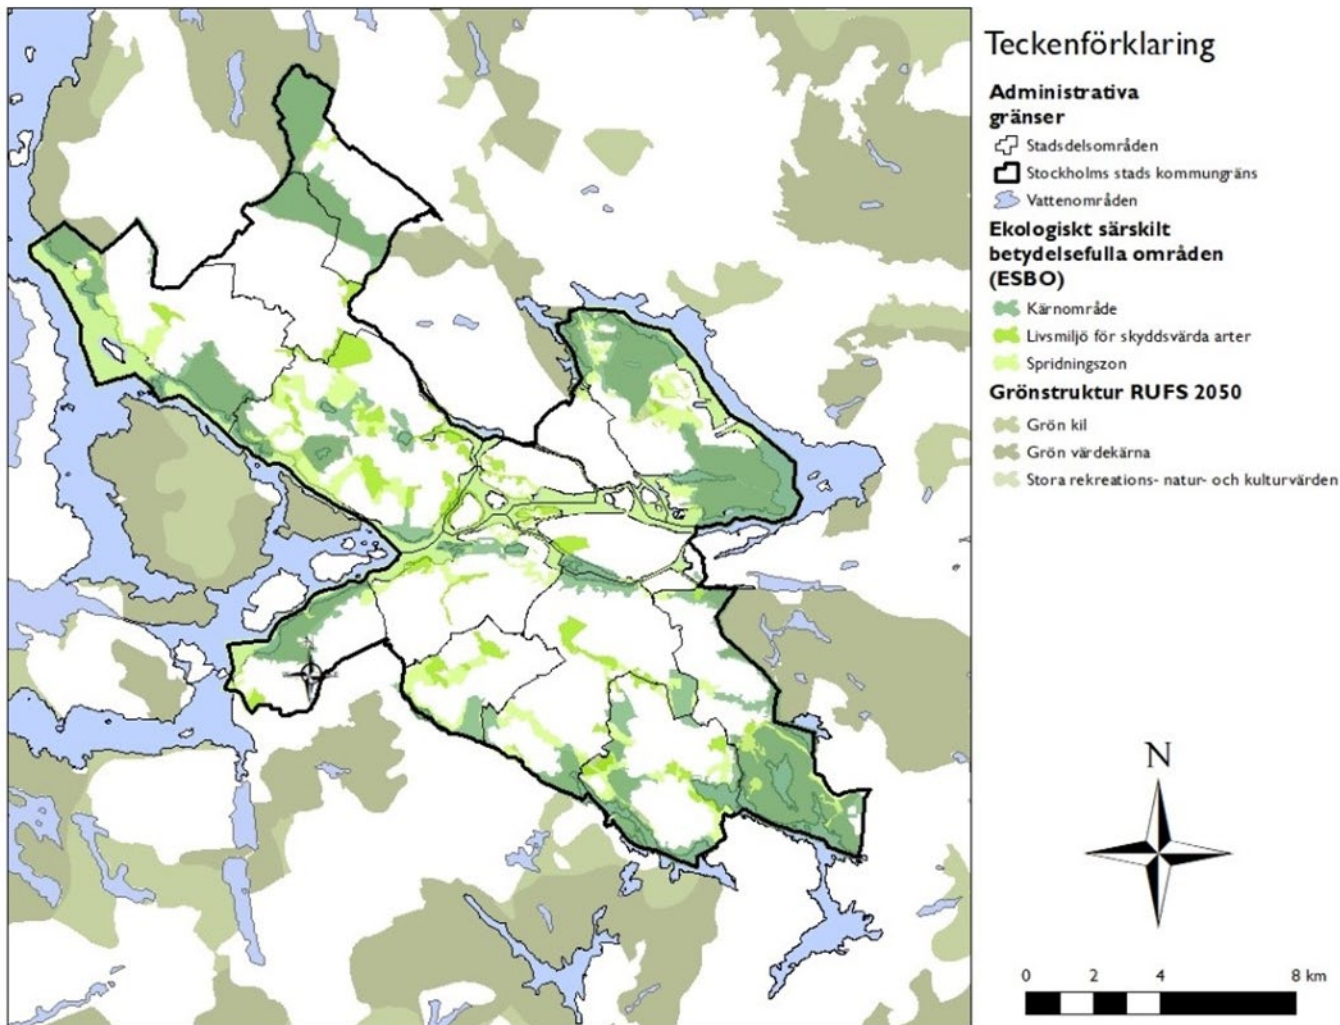 Teckenförklaring
Administrativa
gränser
Stadsdelsområden
Stockholms stads kommungräns
Vattenområden
Ekologiskt särskilt
betydelsefulla områden
(ESBO)
Kärnområde
Livsmiljö för skyddsvärda arter
Spridningszon
Grönstruktur RUFS 2050
Grön kil
Grön värdekärna
Stora rekreations- natur- och kulturvärden
N
0 2 4 8 km